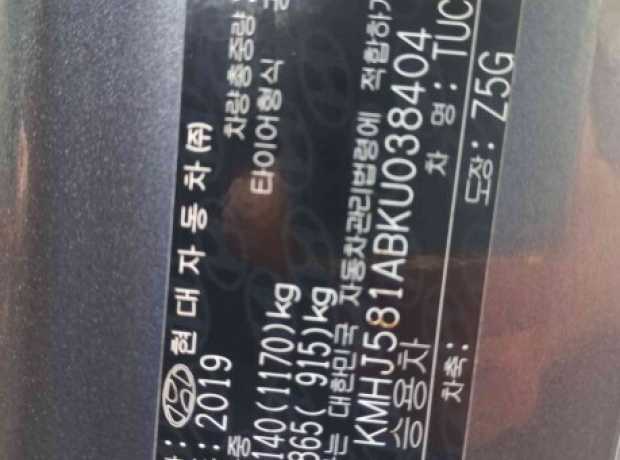 : 현대자동차(주)
: 2019 차량총중량
중 타이어형식
140(1170)kg
865( 915)kg
는 대한민국 자동차관리법령에 적합하
KMHJ581ABKU038404
승용차 차 명: TUC
차축: 도장: Z5G